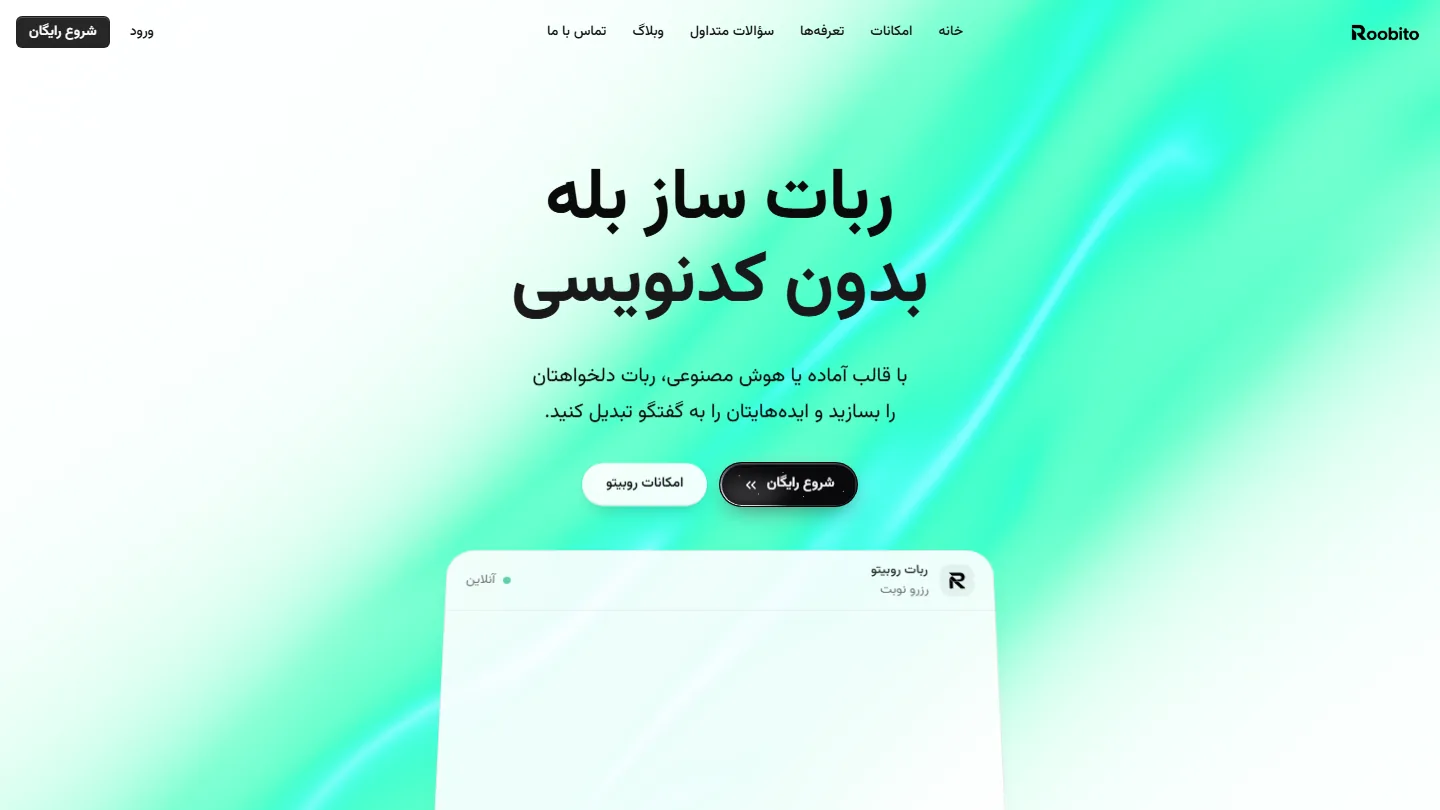 Roobito
خانه
امکانات
تعرفه‌ها
سؤالات متداول
وبلاگ
تماس با ما
ورود
شروع رایگان
ربات ساز بله
بدون کدنویسی
با قالب آماده یا هوش مصنوعی، ربات دلخواهتان
را بسازید و ایده‌هایتان را به گفتگو تبدیل کنید.
شروع رایگان
امکانات روبیتو
ربات روبیتو
رزرو نوبت
آنلاین